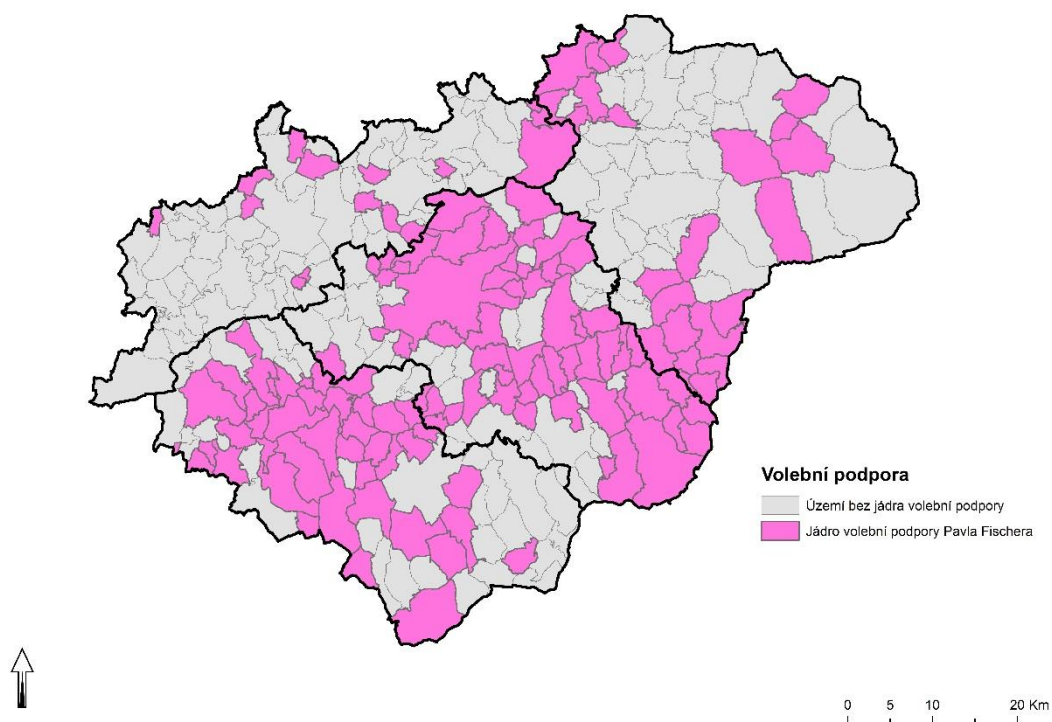 Volební podpora
Území bez jádra volební podpory
Jádro volební podpory Pavla Fischera
0 5 10 20 Km